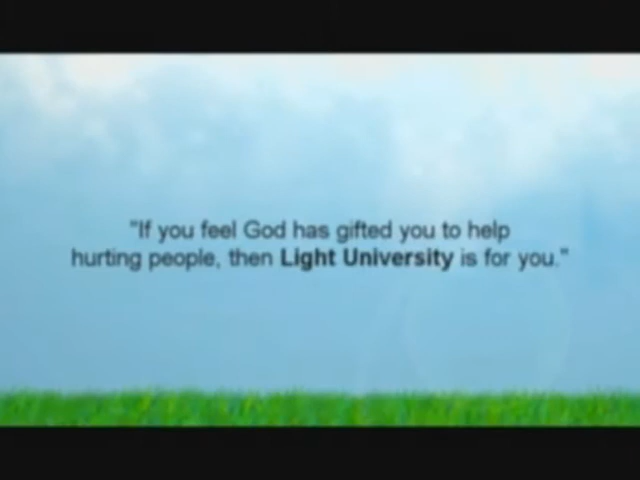 "If you feel God has gifted you to help
hurting people, then Light University is for you."